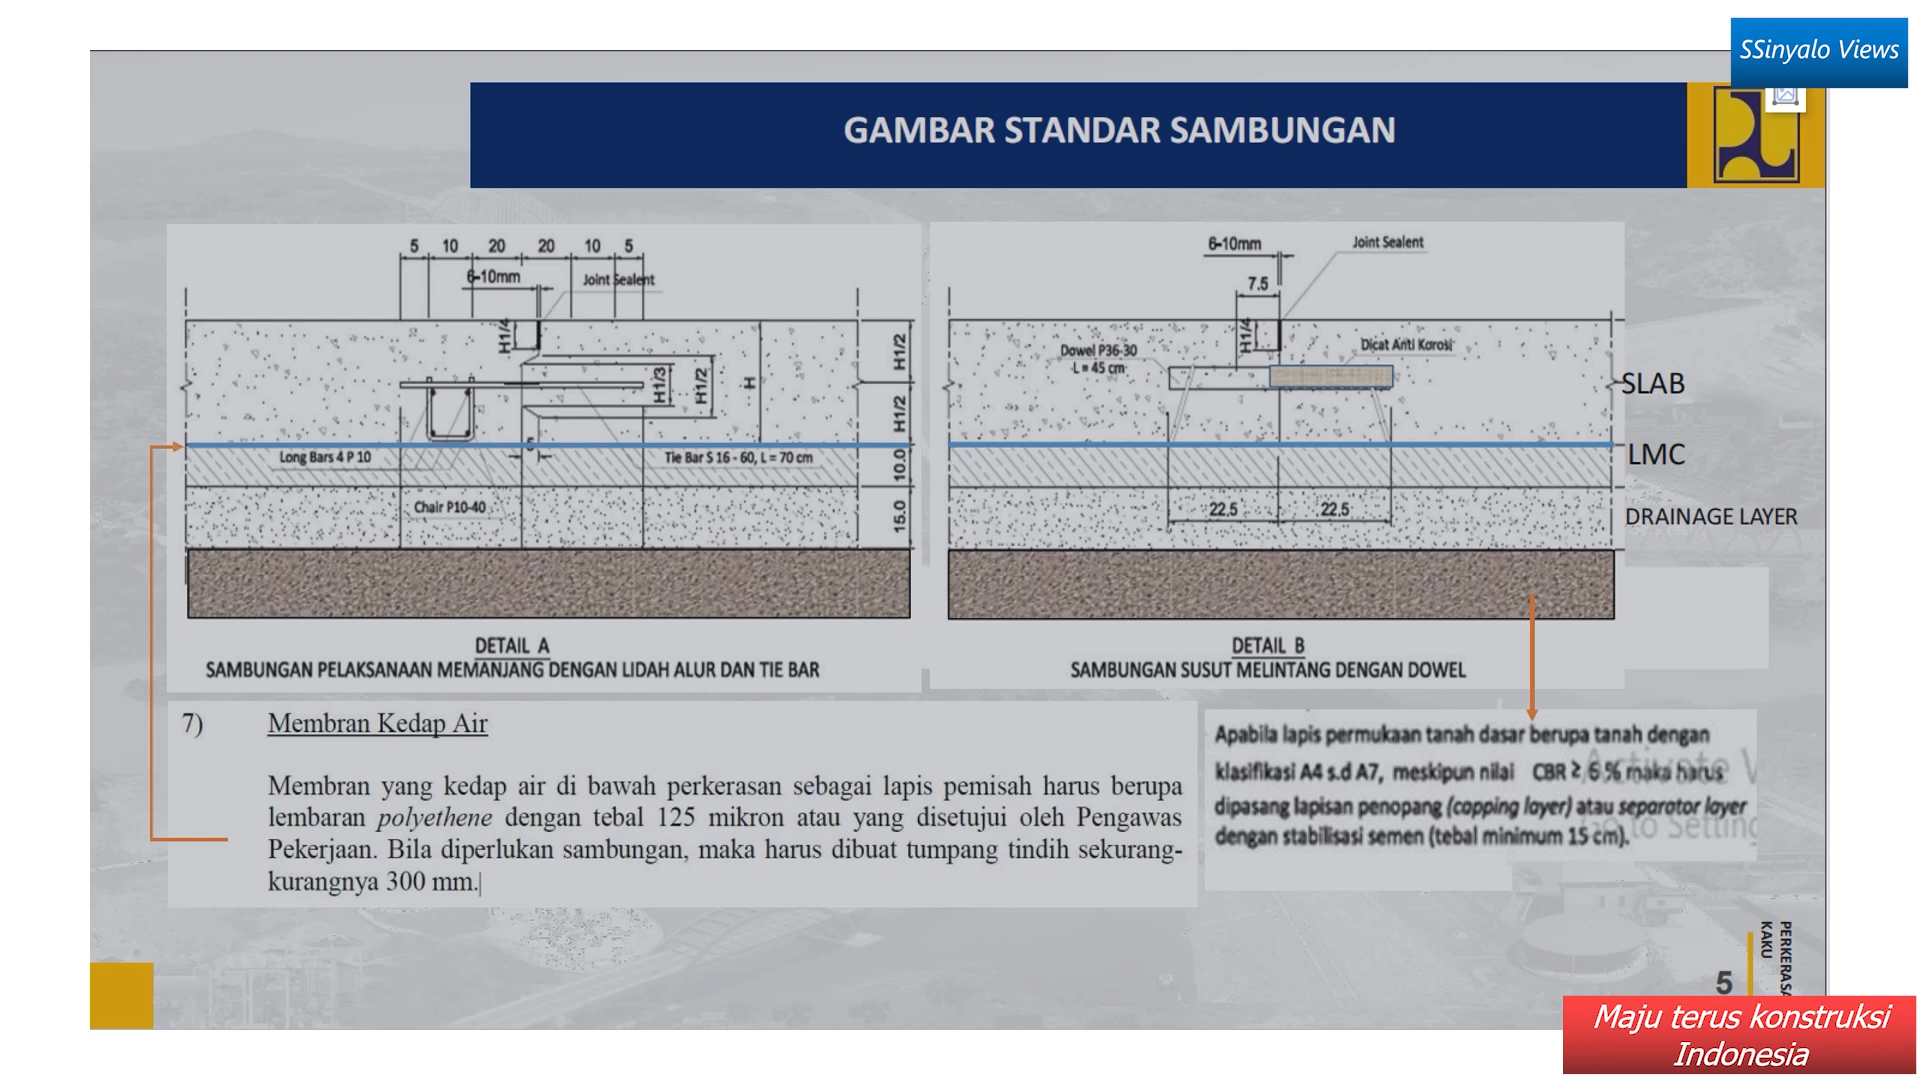 SSinyalo Views
GAMBAR STANDAR SAMBUNGAN
5 10 20 20 10 5
6-10mm
Joint Sealent
H1/4
H1/3
H1/2
H
H1/2
H1/2
10.0
15.0
Long Bars 4 P 10
Tie Bar S 16 - 60, L = 70 cm
Chair P10-40
DETAIL A
SAMBUNGAN PELAKSANAAN MEMANJANG DENGAN LIDAH ALUR DAN TIE BAR
6-10mm
Joint Sealent
7.5
H1/4
Dowel P36-30
L = 45 cm
Dicat Anti Korosi
22.5 22.5
SLAB
LMC
DRAINAGE LAYER
DETAIL B
SAMBUNGAN SUSUT MELINTANG DENGAN DOWEL
7) Membran Kedap Air
Membran yang kedap air di bawah perkerasan sebagai lapis pemisah harus berupa
lembaran polyethene dengan tebal 125 mikron atau yang disetujui oleh Pengawas
Pekerjaan. Bila diperlukan sambungan, maka harus dibuat tumpang tindih sekurang-
kurangnya 300 mm.
Apabila lapis permukaan tanah dasar berupa tanah dengan
klasifikasi A4 s.d A7, meskipun nilai CBR ≥ 6 % maka harus
dipasang lapisan penopang (capping layer) atau separator layer
dengan stabilisasi semen (tebal minimum 15 cm).
PERKERASA
KAKU
5
Maju terus konstruksi
Indonesia